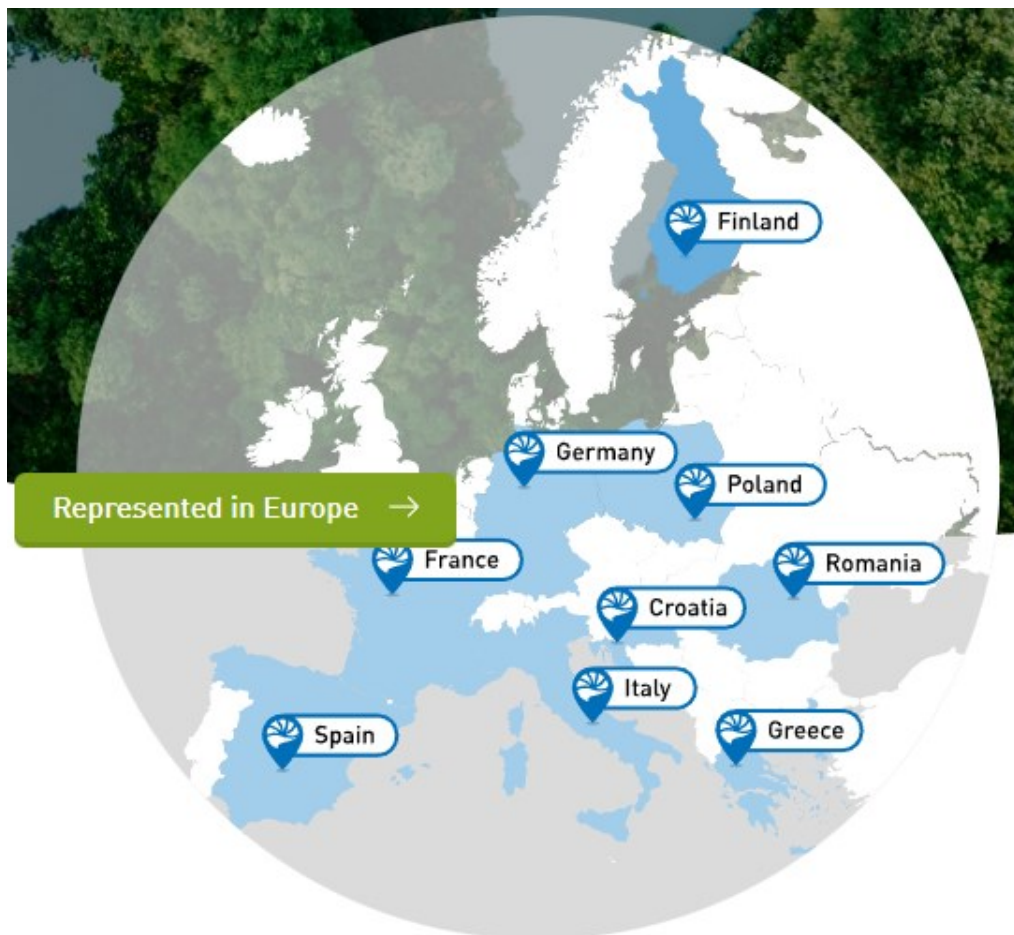 Finland
Germany
Poland
Represented in Europe →
France
Romania
Croatia
Italy
Spain
Greece